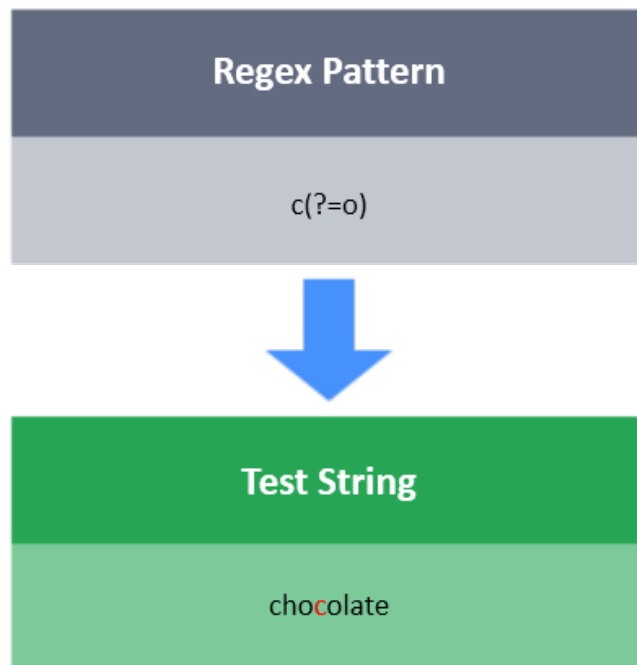 Regex Pattern
c(?=o)
Test String
chocolate